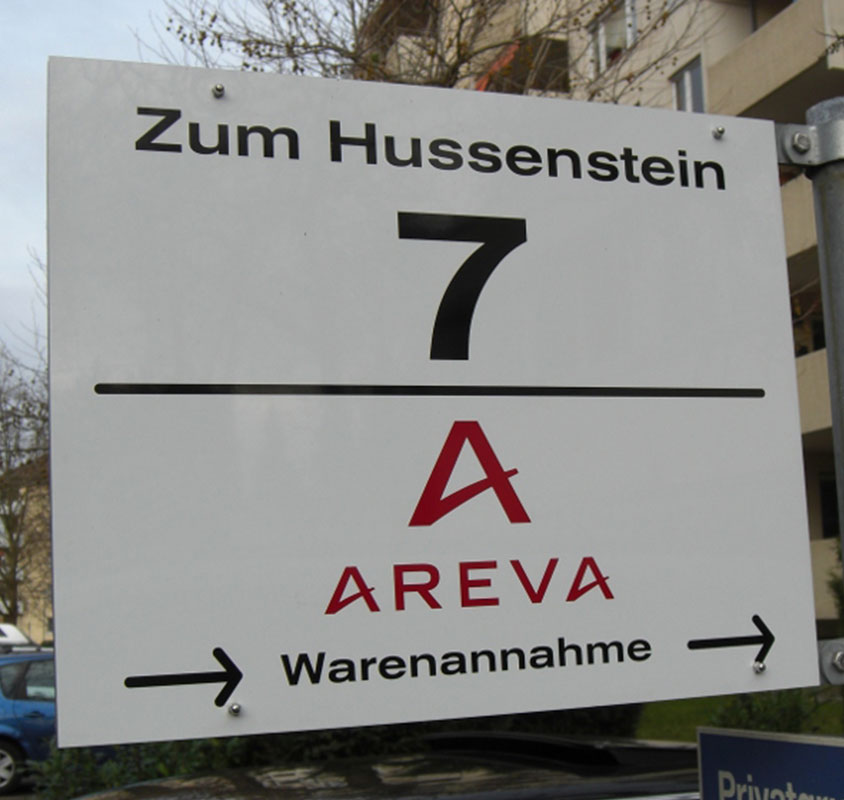 Zum Hussenstein
7
A
AREVA
→ Warenannahme →